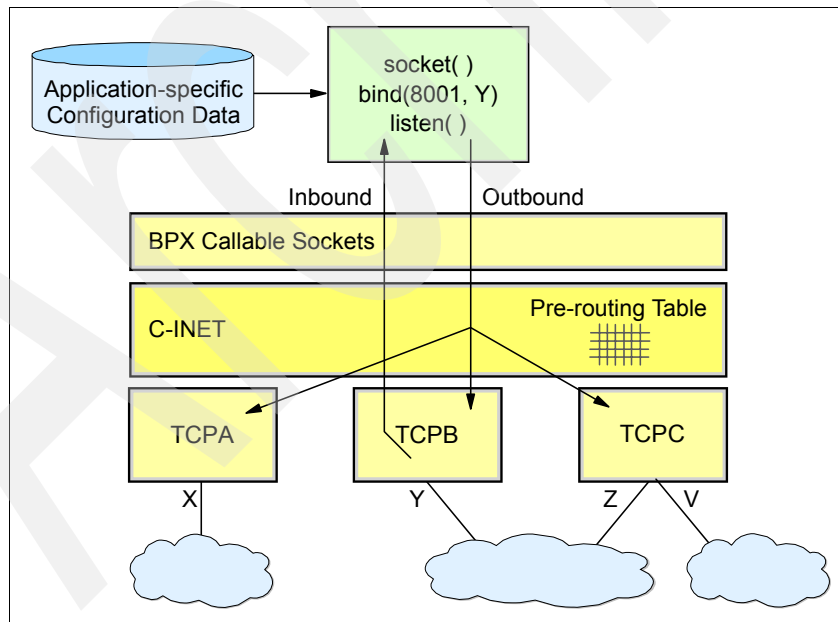 Application-specific
Configuration Data
socket( )
bind(8001, Y)
listen( )
Inbound
Outbound
BPX Callable Sockets
C-INET
Pre-routing Table
TCPA
TCPB
TCPC
X
Y
Z
V